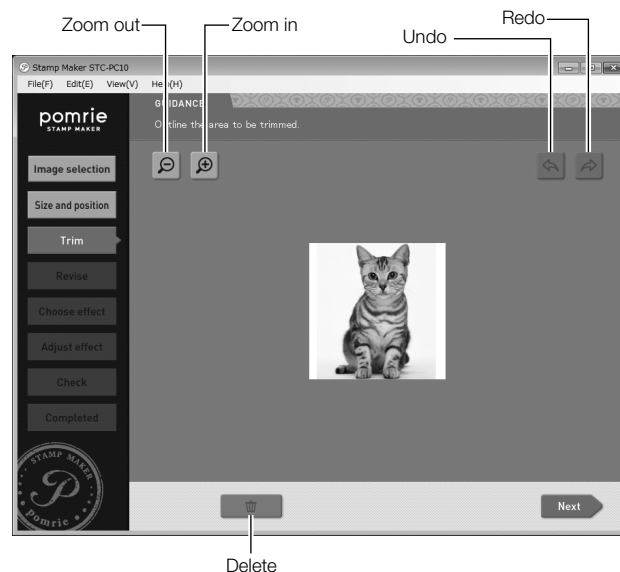 Zoom out Zoom in Undo Redo
Stamp Maker STC-PC10
File(F) Edit(E) View(V) Help(H)
GUIDANCE
Outline the area to be trimmed.
pomrie
STAMP MAKER
Image selection
Size and position
Trim
Revise
Choose effect
Adjust effect
Check
Completed
STAMP MAKER
P
pomrie
Next
Delete